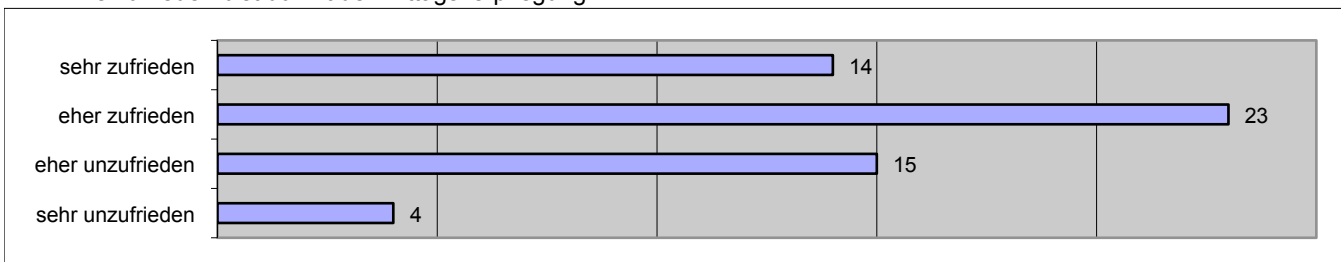 sehr zufrieden 14
eher zufrieden 23
eher unzufrieden 15
sehr unzufrieden 4